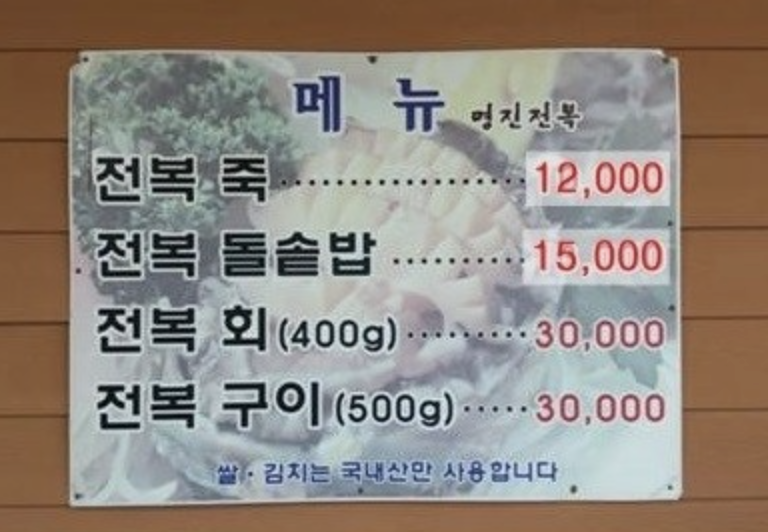 메 뉴 명진전복
전복 죽 .................. 12,000
전복 돌솥밥 ........... 15,000
전복 회(400g) .......... 30,000
전복 구이(500g) ..... 30,000
쌀·김치는 국내산만 사용합니다